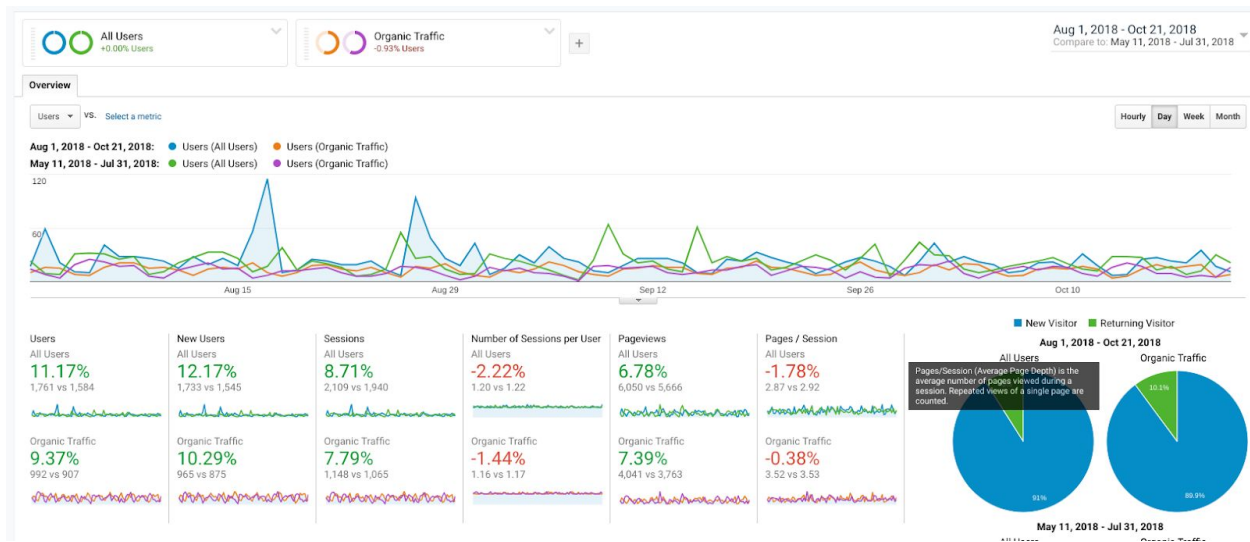 All Users
+0.00% Users
Organic Traffic
-0.93% Users
+
Aug 1, 2018 - Oct 21, 2018
Compare to: May 11, 2018 - Jul 31, 2018
Overview
Users
VS.
Select a metric
Hourly Day Week Month
Aug 1, 2018 - Oct 21, 2018: Users (All Users) Users (Organic Traffic)
May 11, 2018 - Jul 31, 2018: Users (All Users) Users (Organic Traffic)
120
60
Aug 15 Aug 29 Sep 12 Sep 26 Oct 10
Users
All Users
11.17%
1,761 vs 1,584
Organic Traffic
9.37%
992 vs 907
New Users
All Users
12.17%
1,733 vs 1,545
Organic Traffic
10.29%
965 vs 875
Sessions
All Users
8.71%
2,109 vs 1,940
Organic Traffic
7.79%
1,148 vs 1,065
Number of Sessions per User
All Users
-2.22%
1.20 vs 1.22
Organic Traffic
-1.44%
1.16 vs 1.17
Pageviews
All Users
6.78%
6,050 vs 5,666
Organic Traffic
7.39%
4,041 vs 3,763
Pages / Session
All Users
-1.78%
2.87 vs 2.92
Organic Traffic
-0.38%
3.52 vs 3.53
New Visitor Returning Visitor
Aug 1, 2018 - Oct 21, 2018
All Users
Organic Traffic
Pages/Session (Average Page Depth) is the
average number of pages viewed during a
session. Repeated views of a single page are
counted.
10.1%
91%
89.9%
May 11, 2018 - Jul 31, 2018
All Users
Organic Traffic